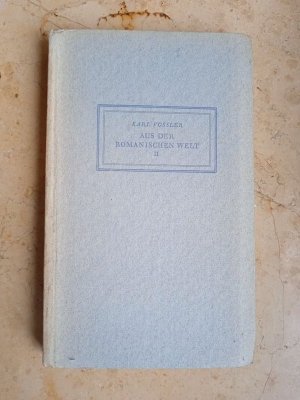 KARL VOSSLER
AUS DER
ROMANISCHEN WELT
II